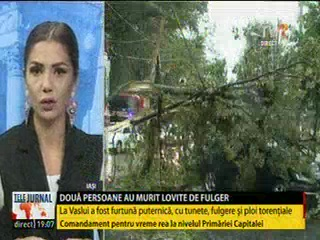 DIRECT
IAȘI
TELE
JURNAL
DOUĂ PERSOANE AU MURIT LOVITE DE FULGER
La Vaslui a fost furtună puternică, cu tunete, fulgere și ploi torențiale
Comandament pentru vreme rea la nivelul Primăriei Capitalei
direct 19:07